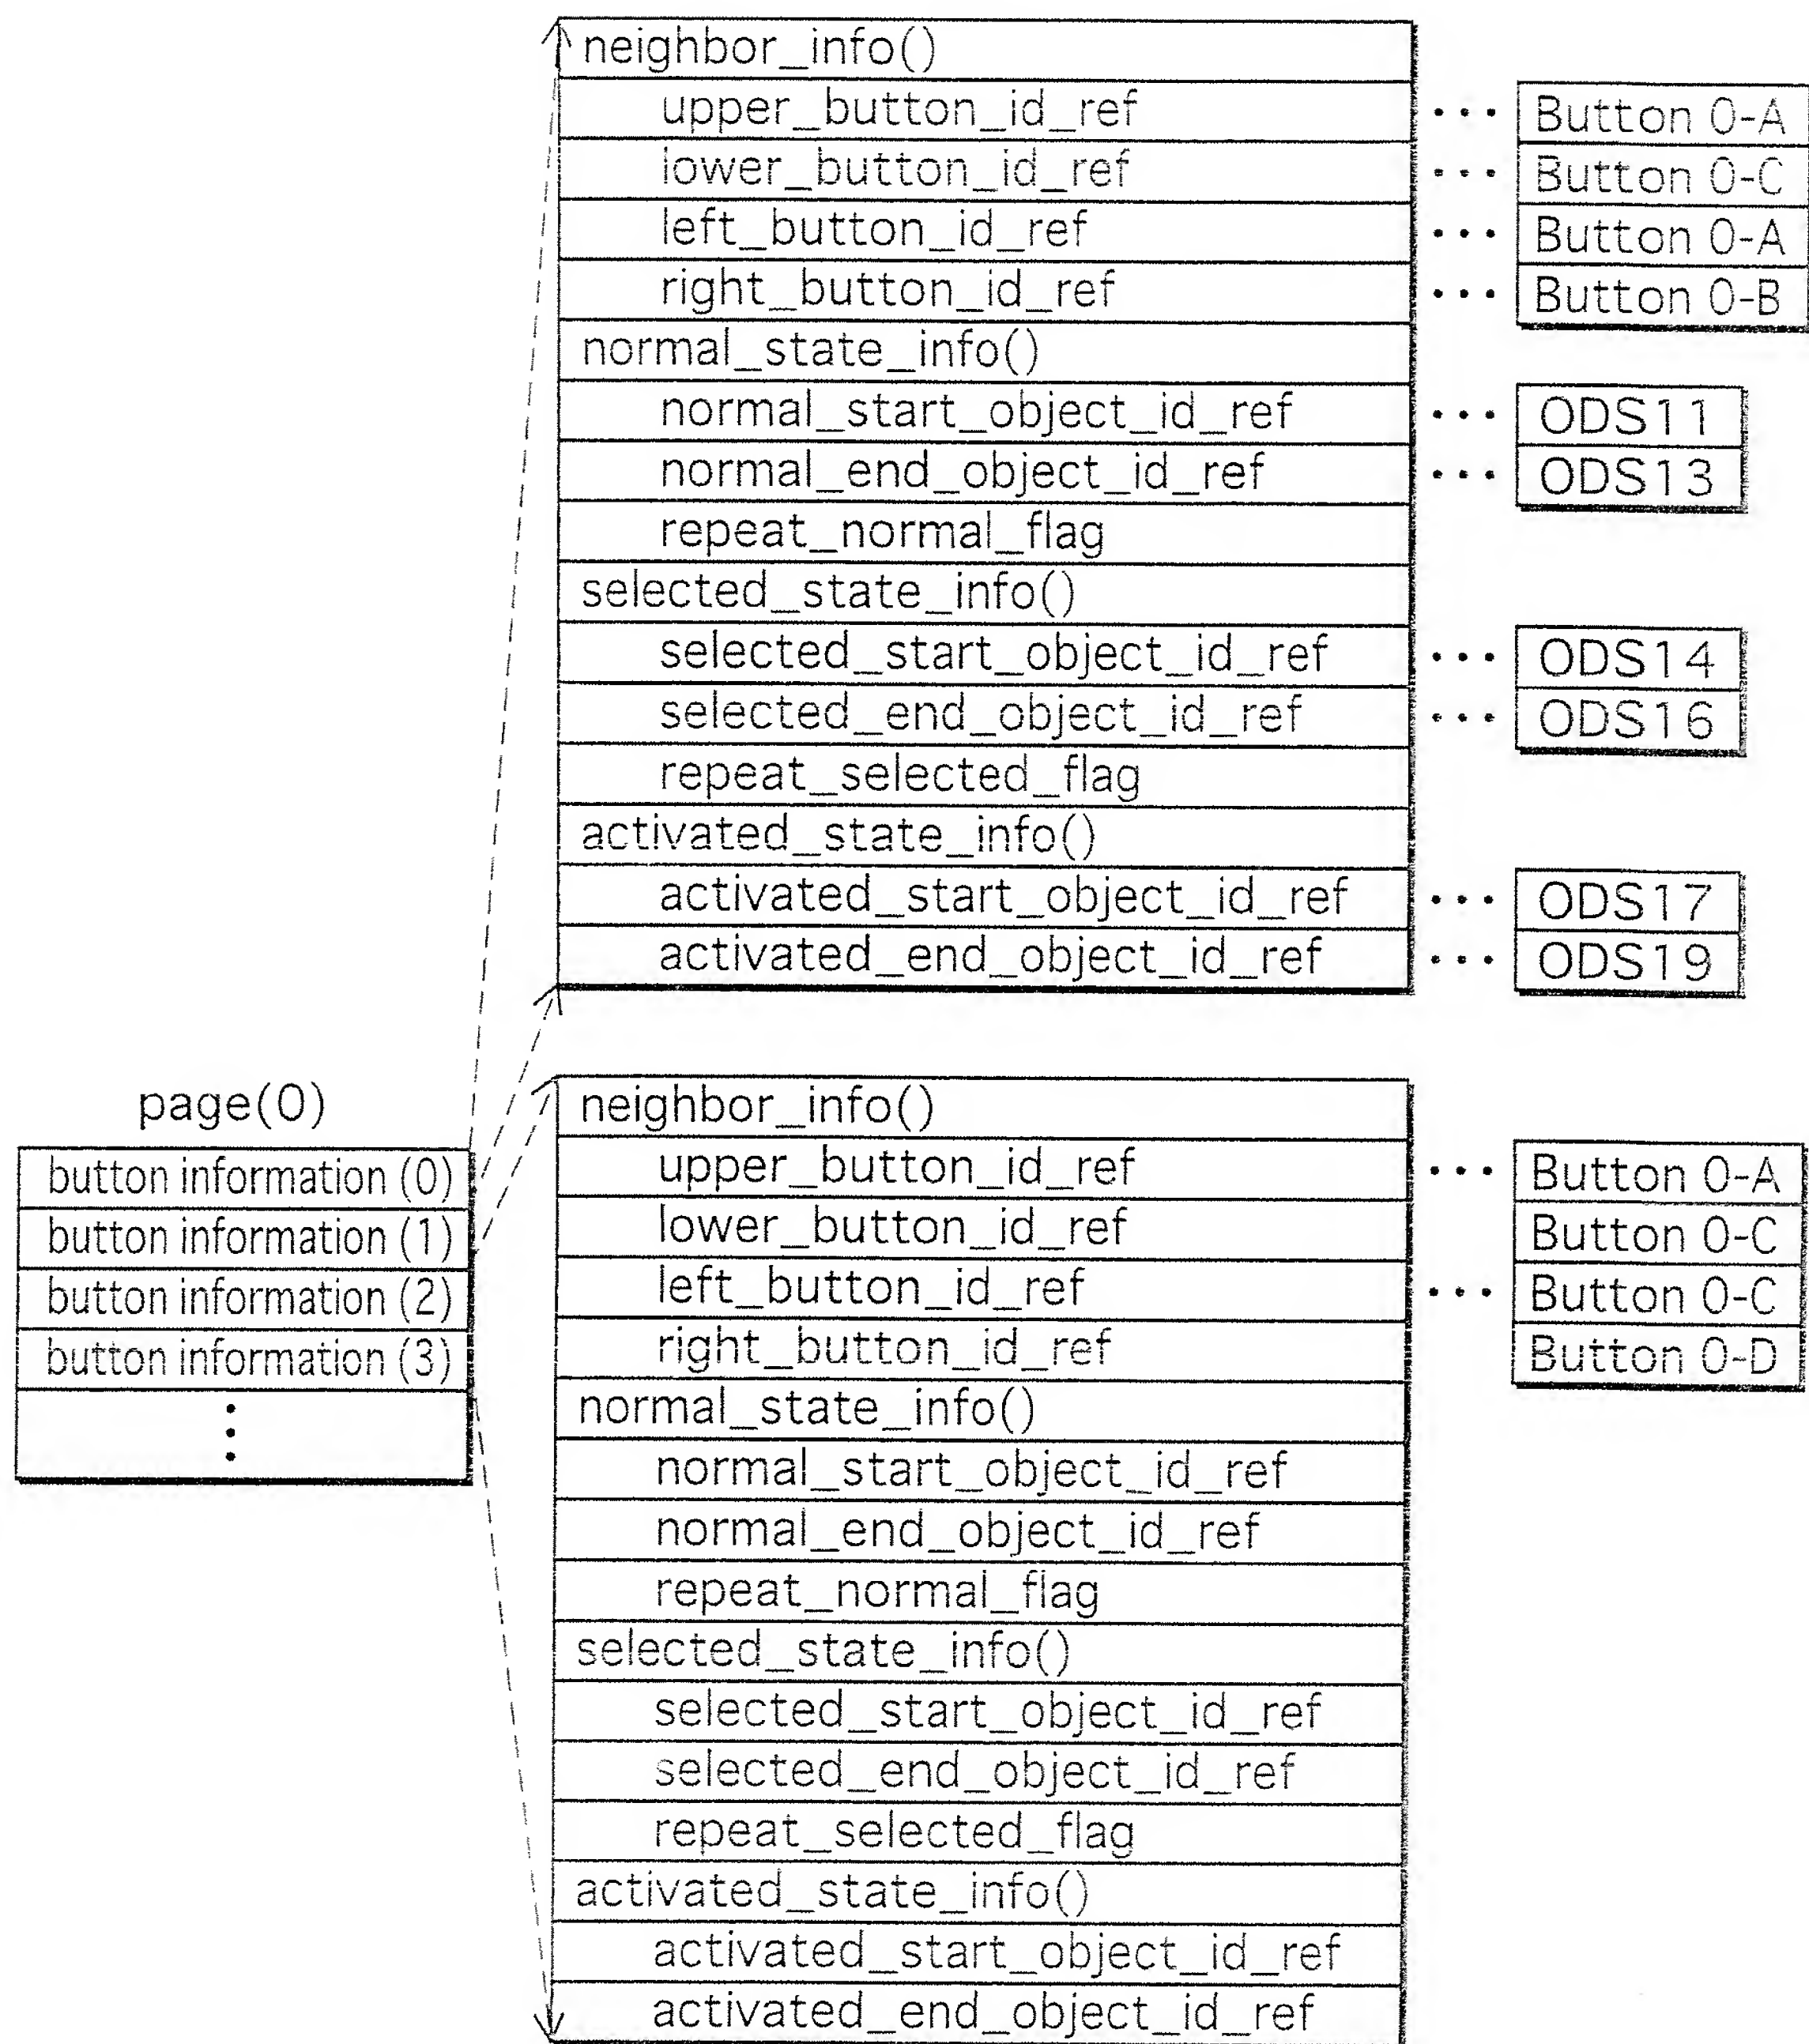 neighbor_info()
upper_button_id_ref ••• Button 0-A
lower_button_id_ref ••• Button 0-C
left_button_id_ref ••• Button 0-A
right_button_id_ref ••• Button 0-B
normal_state_info()
normal_start_object_id_ref ••• ODS11
normal_end_object_id_ref ••• ODS13
repeat_normal_flag
selected_state_info()
selected_start_object_id_ref ••• ODS14
selected_end_object_id_ref ••• ODS16
repeat_selected_flag
activated_state_info()
activated_start_object_id_ref ••• ODS17
activated_end_object_id_ref ••• ODS19
page(0)
button information (0)
button information (1)
button information (2)
button information (3)
neighbor_info()
upper_button_id_ref ••• Button 0-A
lower_button_id_ref Button 0-C
left_button_id_ref ••• Button 0-C
right_button_id_ref Button 0-D
normal_state_info()
normal_start_object_id_ref
normal_end_object_id_ref
repeat_normal_flag
selected_state_info()
selected_start_object_id_ref
selected_end_object_id_ref
repeat_selected_flag
activated_state_info()
activated_start_object_id_ref
activated_end_object_id_ref